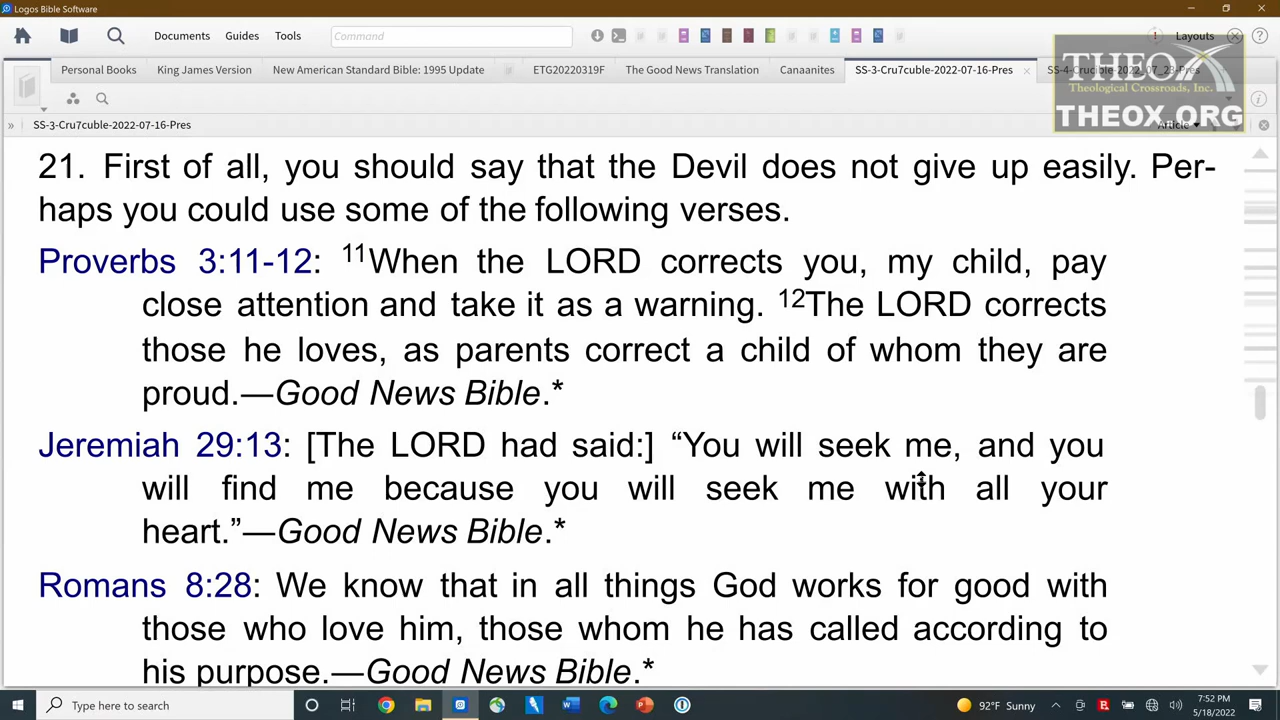 Logos Bible Software
Documents Guides Tools Command Layouts
Personal Books King James Version New American St Update ETG20220319F The Good News Translation Canaanites SS-3-Cru7cuble-2022-07-16-Pres SS-4-Crucible-2022_07_23-Pres
THEOX
Theological Crossroads, Inc.
THEOX.ORG
SS-3-Cru7cuble-2022-07-16-Pres Article
21. First of all, you should say that the Devil does not give up easily. Per-
haps you could use some of the following verses.
Proverbs 3:11-12: 11When the LORD corrects you, my child, pay
close attention and take it as a warning. 12The LORD corrects
those he loves, as parents correct a child of whom they are
proud.—Good News Bible.*
Jeremiah 29:13: [The LORD had said:] “You will seek me, and you
will find me because you will seek me with all your
heart.”—Good News Bible.*
Romans 8:28: We know that in all things God works for good with
those who love him, those whom he has called according to
his purpose.—Good News Bible.*
Type here to search 92°F Sunny 7:52 PM
5/18/2022